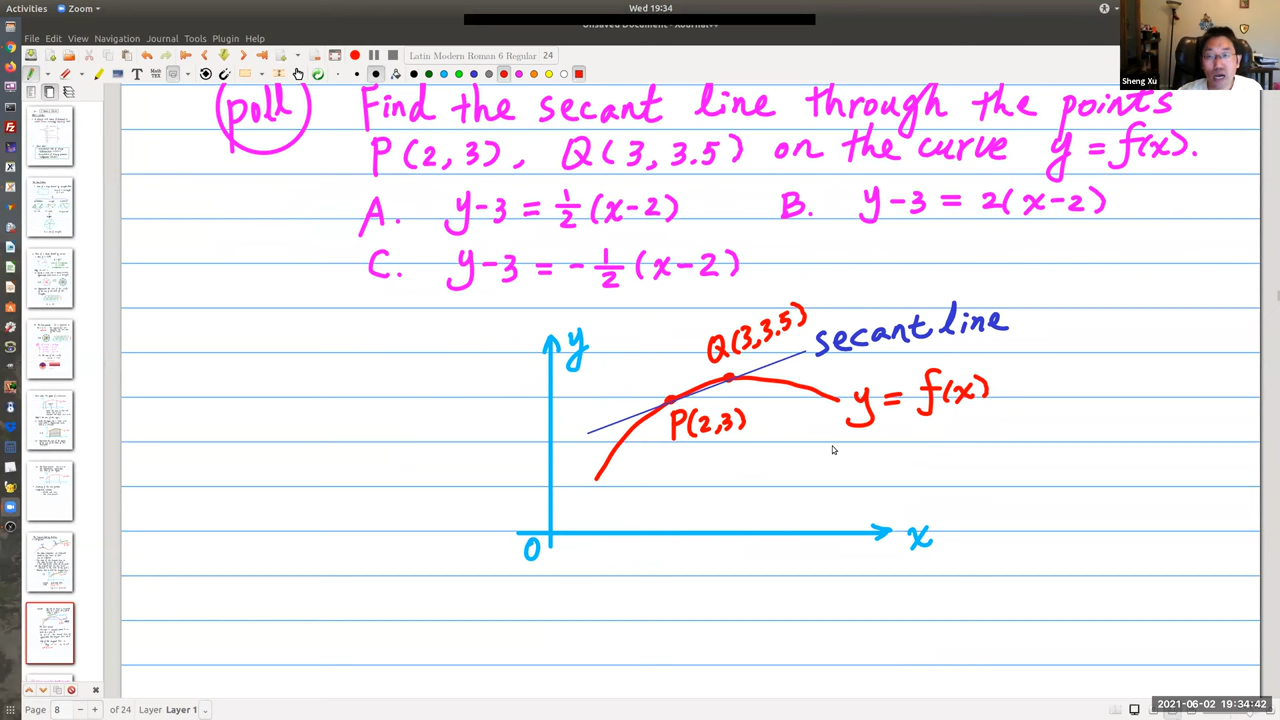 Activities
Zoom
Wed 19:34
Unsaved Document - Xournal++
File Edit View Navigation Journal Tools Plugin Help
Latin Modern Roman 6 Regular 24
Sheng Xu
poll Find the secant line through the points
P(2,3), Q(3,3.5) on the curve y=f(x).
A. y-3 = 1/2 (x-2) B. y-3 = 2(x-2)
C. y-3 = - 1/2 (x-2)
y
Q(3,3.5)
secant line
P(2,3)
y = f(x)
0
x
Page 8 of 24 Layer Layer 1
2021-06-02 19:34:42